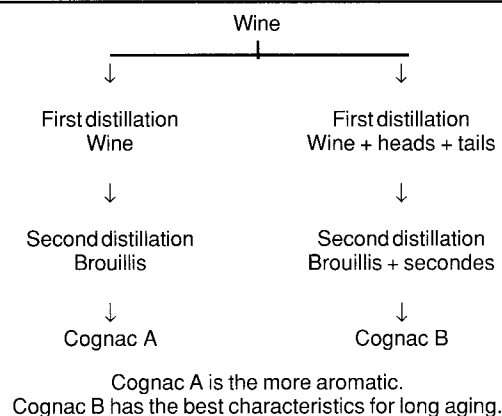 Wine
First distillation
Wine
First distillation
Wine + heads + tails
Second distillation
Brouillis
Second distillation
Brouillis + secondes
Cognac A
Cognac B
Cognac A is the more aromatic.
Cognac B has the best characteristics for long aging.